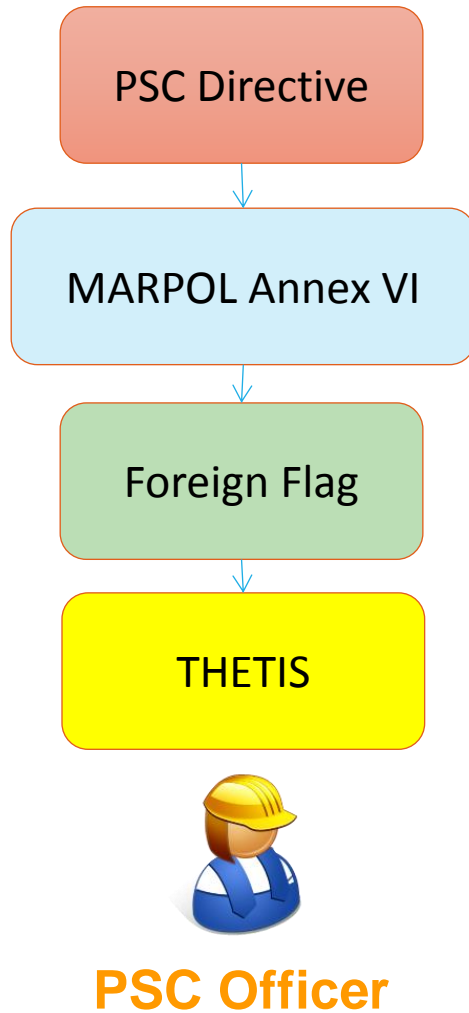 PSC Directive
MARPOL Annex VI
Foreign Flag
THETIS
PSC Officer